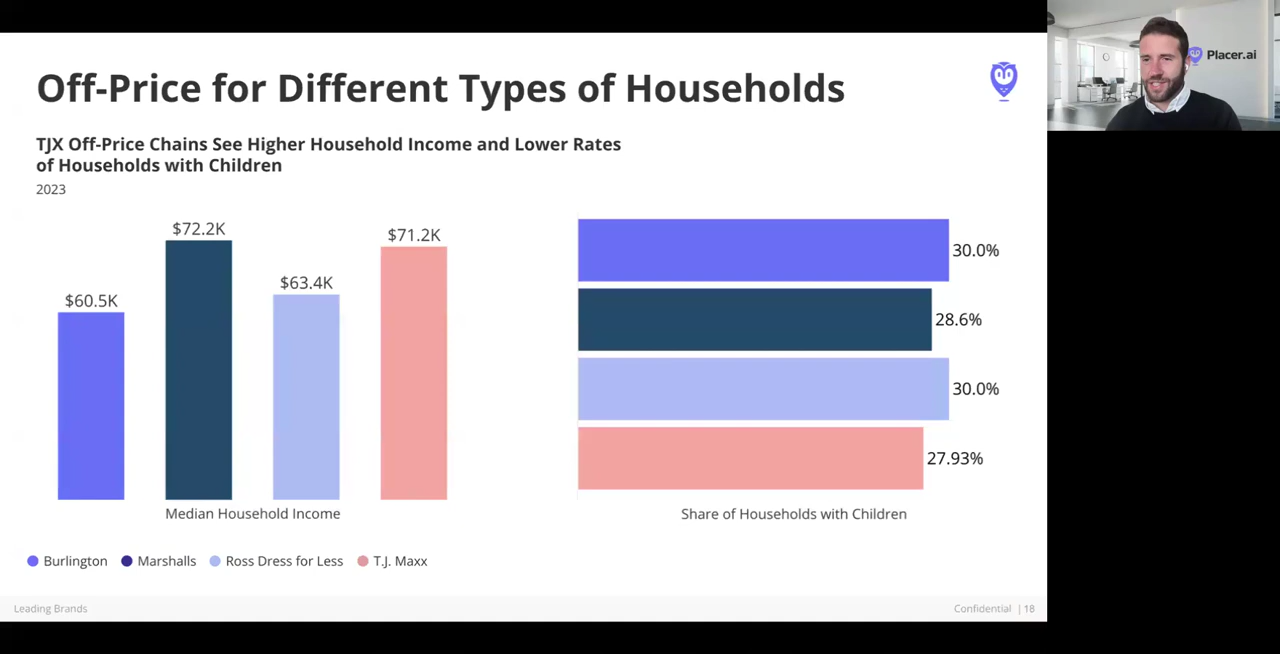 Off-Price for Different Types of Households
Placer.ai
TJX Off-Price Chains See Higher Household Income and Lower Rates
of Households with Children
2023
$60.5K
$72.2K
$63.4K
$71.2K
Median Household Income
30.0%
28.6%
30.0%
27.93%
Share of Households with Children
Burlington
Marshalls
Ross Dress for Less
T.J. Maxx
Leading Brands
Confidential | 18